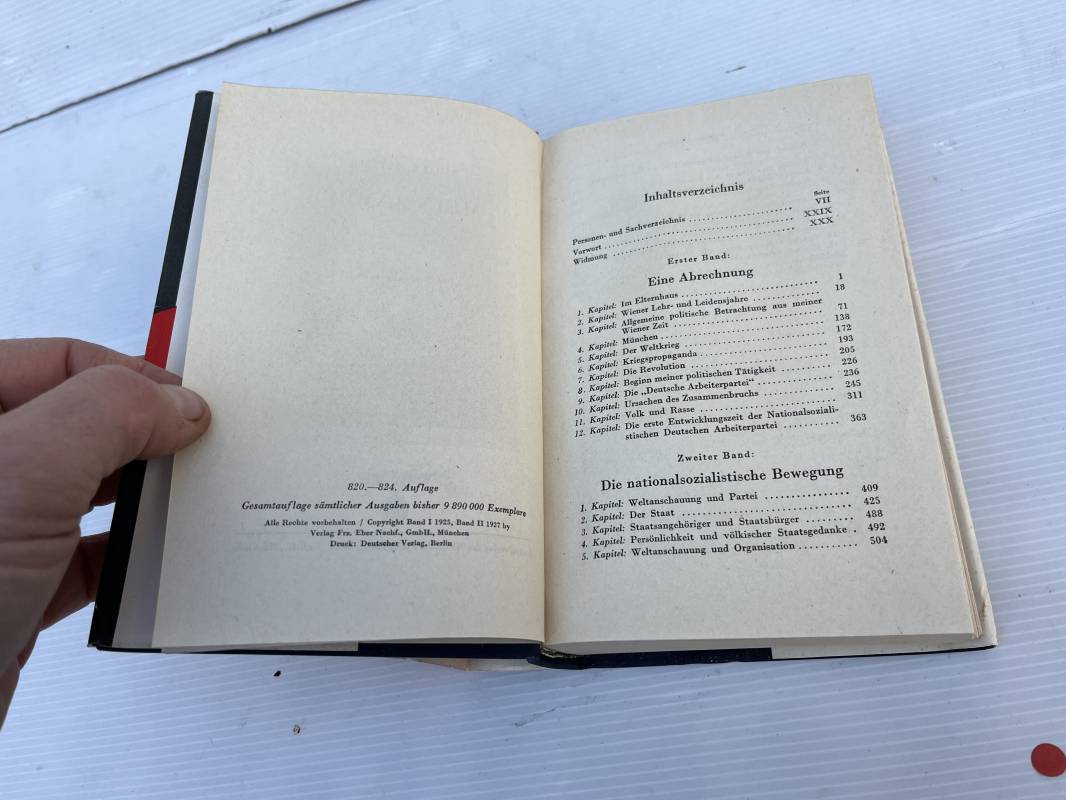 820.—824. Auflage
Gesamtauflage sämtlicher Ausgaben bisher 9 890 000 Exemplare
Alle Rechte vorbehalten / Copyright Band I 1925, Band II 1927 by
Verlag Frz. Eher Nachf., GmbH., München
Druck: Deutscher Verlag, Berlin
Inhaltsverzeichnis
Seite
Personen- und Sachverzeichnis ................ VII
Vorwort ................ XXIX
Widmung ................ XXX
Erster Band:
Eine Abrechnung
1. Kapitel: Im Elternhaus ................ 1
2. Kapitel: Wiener Lehr- und Leidensjahre ................ 18
3. Kapitel: Allgemeine politische Betrachtung aus meiner
Wiener Zeit ................ 71
4. Kapitel: München ................ 138
5. Kapitel: Der Weltkrieg ................ 172
6. Kapitel: Kriegspropaganda ................ 193
7. Kapitel: Die Revolution ................ 205
8. Kapitel: Beginn meiner politischen Tätigkeit ................ 226
9. Kapitel: Die „Deutsche Arbeiterpartei“ ................ 236
10. Kapitel: Ursachen des Zusammenbruchs ................ 245
11. Kapitel: Volk und Rasse ................ 311
12. Kapitel: Die erste Entwicklungszeit der Nationalsoziali-
stischen Deutschen Arbeiterpartei ........... 363
Zweiter Band:
Die nationalsozialistische Bewegung
1. Kapitel: Weltanschauung und Partei ................ 409
2. Kapitel: Der Staat ................ 425
3. Kapitel: Staatsangehöriger und Staatsbürger ........ 488
4. Kapitel: Persönlichkeit und völkischer Staatsgedanke . 492
5. Kapitel: Weltanschauung und Organisation ........... 504